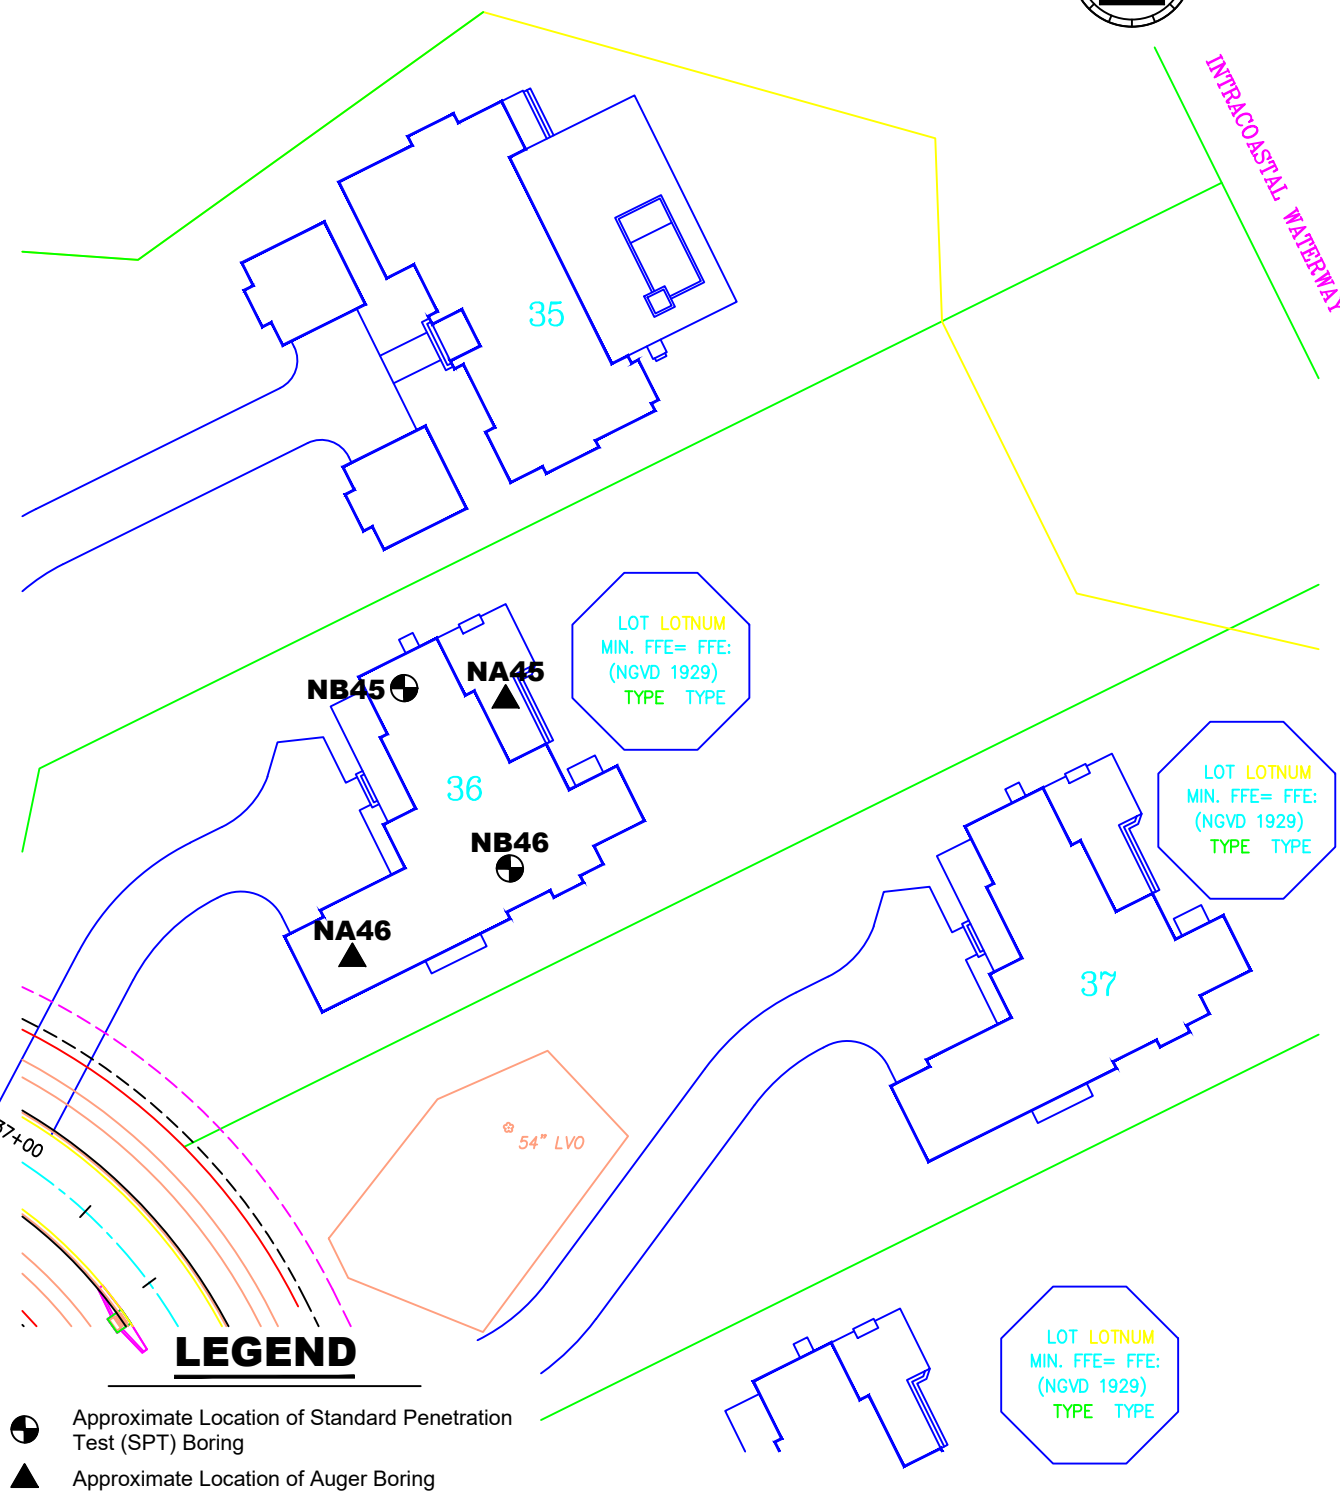 INTRACOASTAL WATERWAY
35
LOT LOTNUM
MIN. FFE= FFE:
(NGVD 1929)
TYPE TYPE
NA45
NB45
36
NB46
NA46
LOT LOTNUM
MIN. FFE= FFE:
(NGVD 1929)
TYPE TYPE
37
37+00
54" LVO
LOT LOTNUM
MIN. FFE= FFE:
(NGVD 1929)
TYPE TYPE
LEGEND
Approximate Location of Standard Penetration
Test (SPT) Boring
Approximate Location of Auger Boring